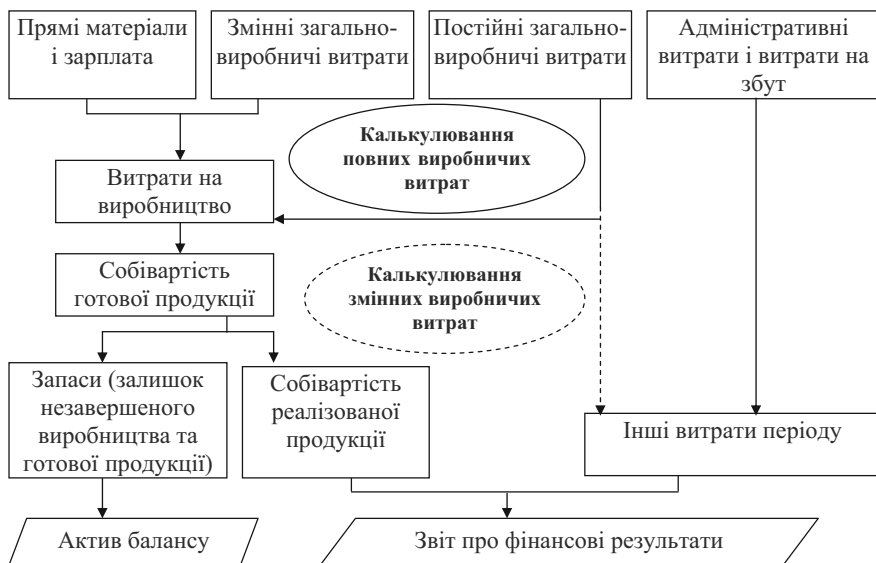 Прямі матеріали
і зарплата
Змінні загально-
виробничі витрати
Постійні загально-
виробничі витрати
Адміністративні
витрати і витрати на
збут
Калькулювання
повних виробничих
витрат
Витрати на
виробництво
Собівартість
готової продукції
Калькулювання
змінних виробничих
витрат
Запаси (залишок
незавершеного
виробництва та
готової продукції)
Собівартість
реалізованої
продукції
Інші витрати періоду
Актив балансу
Звіт про фінансові результати